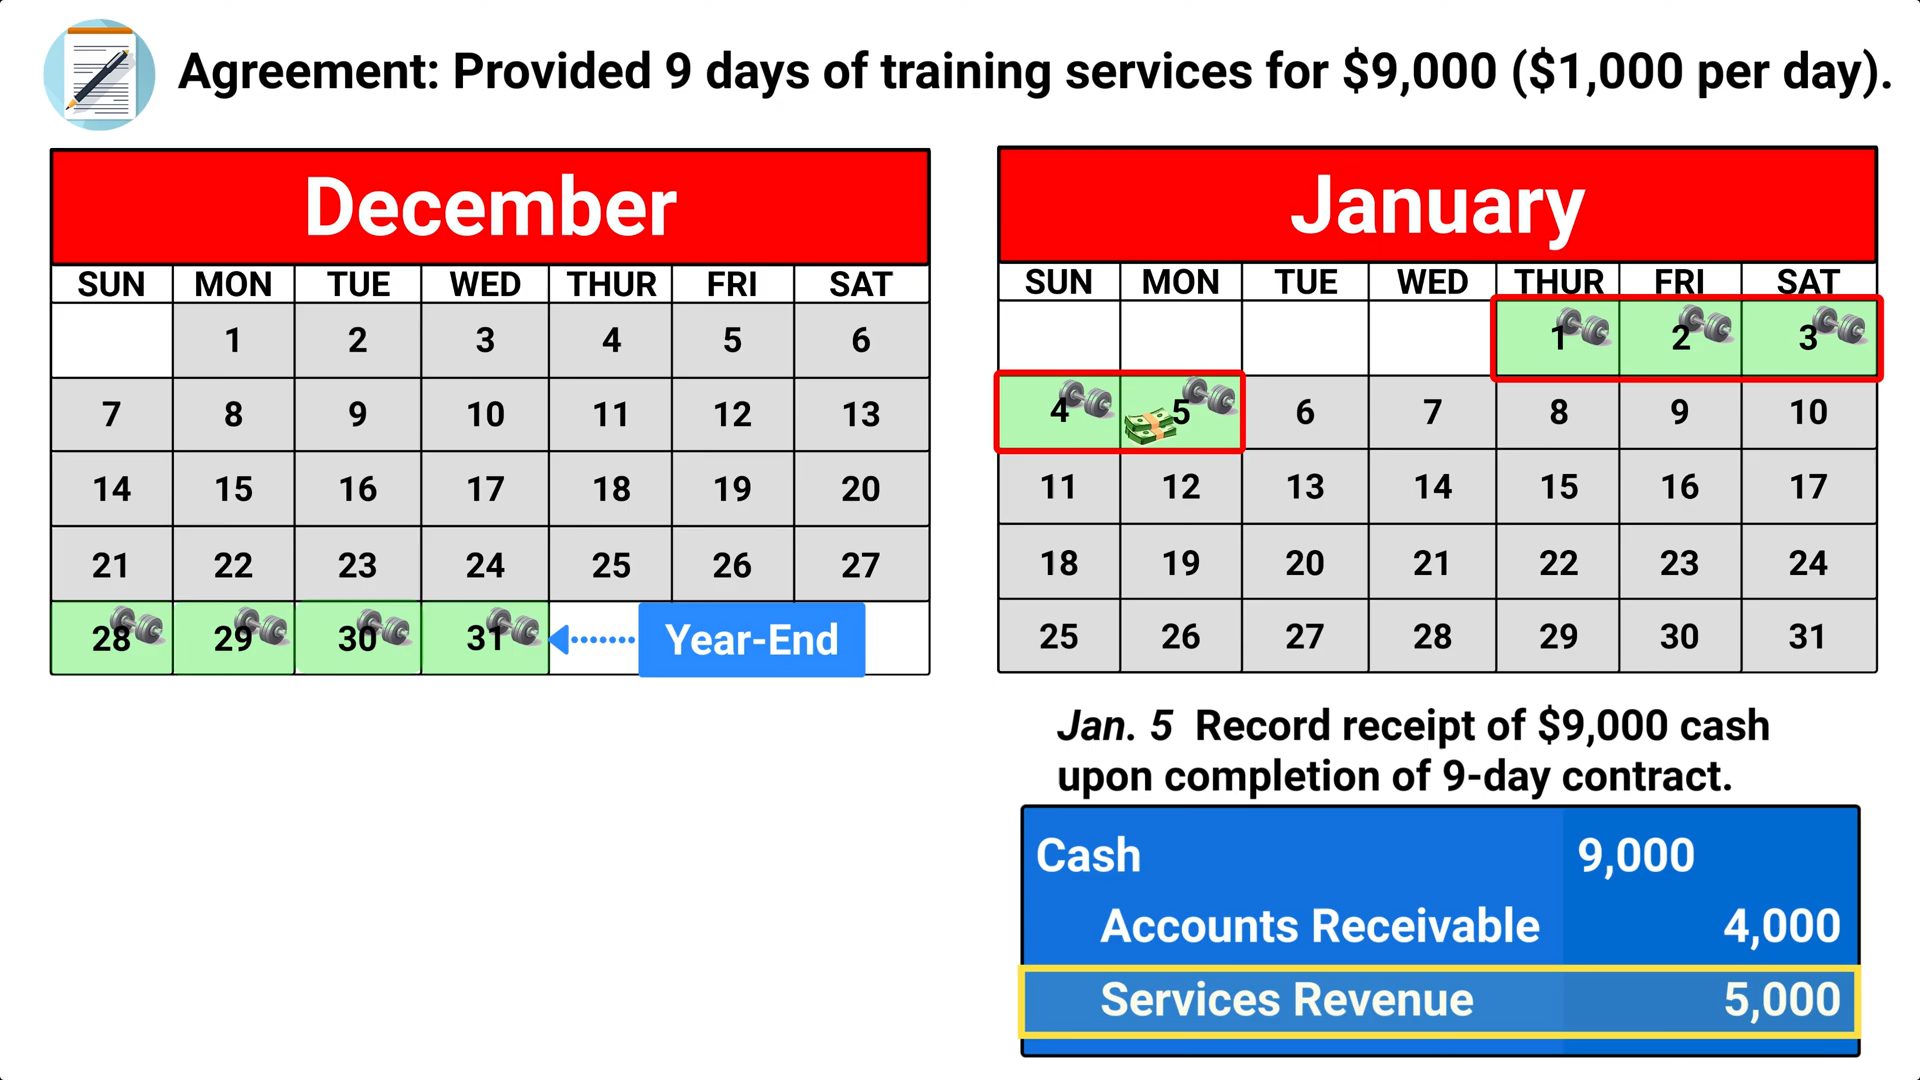 Agreement: Provided 9 days of training services for $9,000 ($1,000 per day).
December
SUN MON TUE WED THUR FRI SAT
1 2 3 4 5 6
7 8 9 10 11 12 13
14 15 16 17 18 19 20
21 22 23 24 25 26 27
28 29 30 31 Year-End
January
SUN MON TUE WED THUR FRI SAT
1 2 3
4 5 6 7 8 9 10
11 12 13 14 15 16 17
18 19 20 21 22 23 24
25 26 27 28 29 30 31
Jan. 5 Record receipt of $9,000 cash
upon completion of 9-day contract.
Cash 9,000
Accounts Receivable 4,000
Services Revenue 5,000